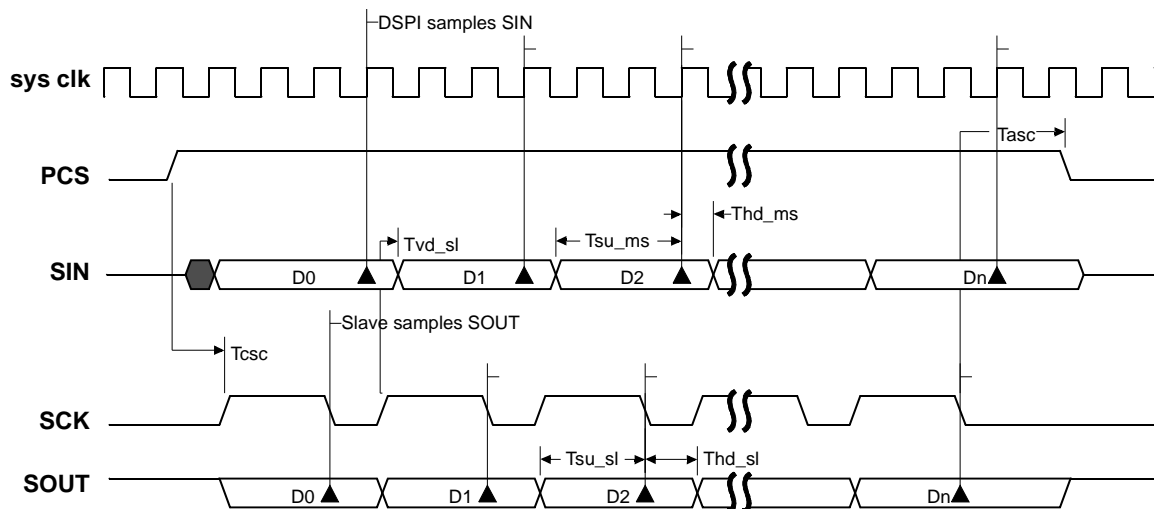 DSPI samples SIN
sys clk
Tasc
PCS
Thd_ms
Tvd_sl
Tsu_ms
SIN
D0
D1
D2
Dn
Slave samples SOUT
Tcsc
SCK
Tsu_sl
Thd_sl
SOUT
D0
D1
D2
Dn